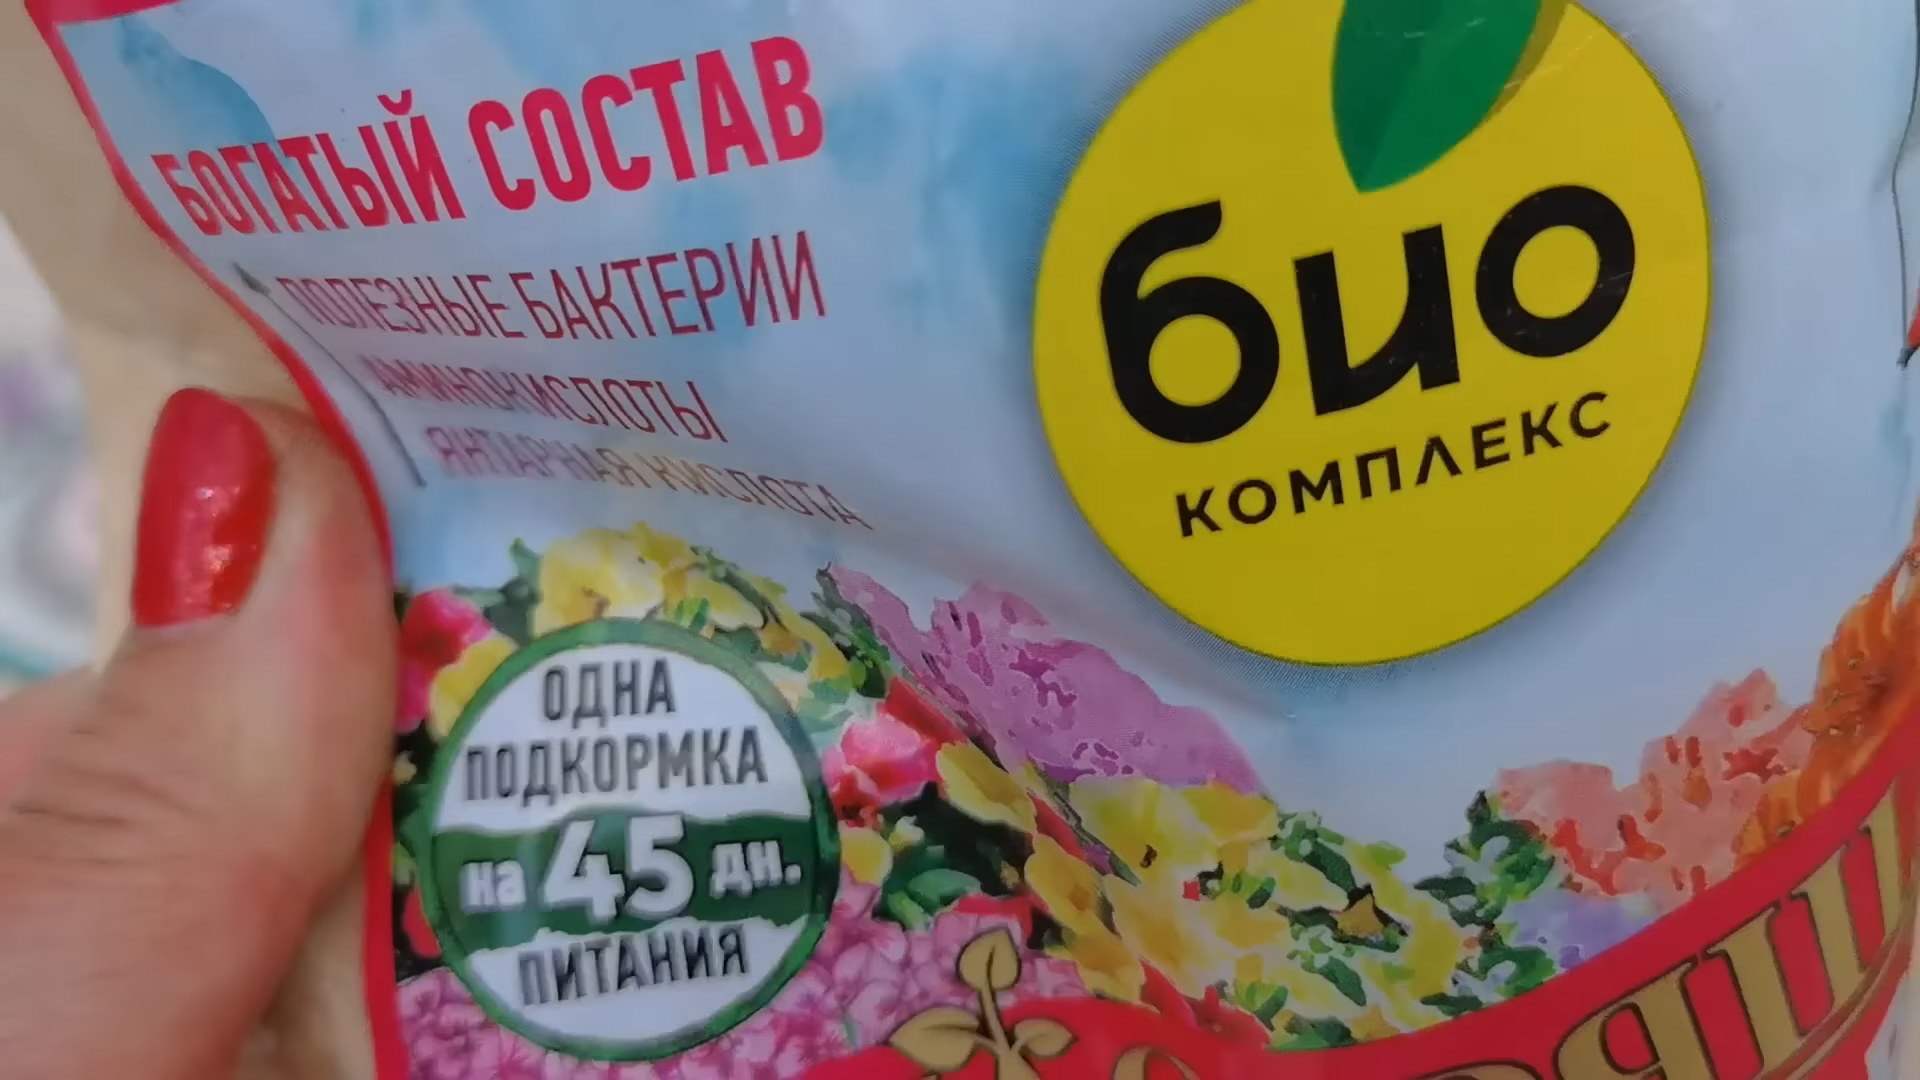 БОГАТЫЙ СОСТАВ
ПОЛЕЗНЫЕ БАКТЕРИИ
АМИНОКИСЛОТЫ
ЯНТАРНАЯ КИСЛОТА
био
КОМПЛЕКС
ОДНА
ПОДКОРМКА
на 45 дн.
ПИТАНИЯ